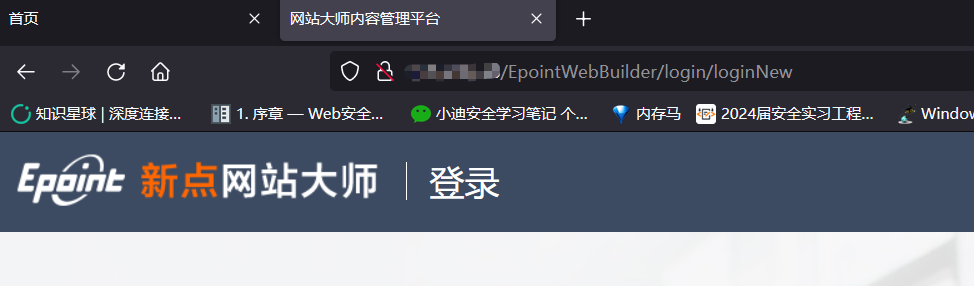 首页
网站大师内容管理平台
/EpointWebBuilder/login/loginNew
知识星球 | 深度连接...
1. 序章 — Web安全...
小迪安全学习笔记 个...
内存马
2024届安全实习工程...
Window
Epoint 新点网站大师 | 登录